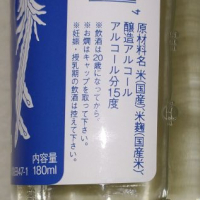 原材料名 米(国産)、米麹(国産米)、
醸造アルコール
アルコール分15度
※飲酒は20歳になってから。
※お燗はキャップを取って下さい。
※妊娠・授乳期の飲酒は控えて下さい。
内容量
180ml